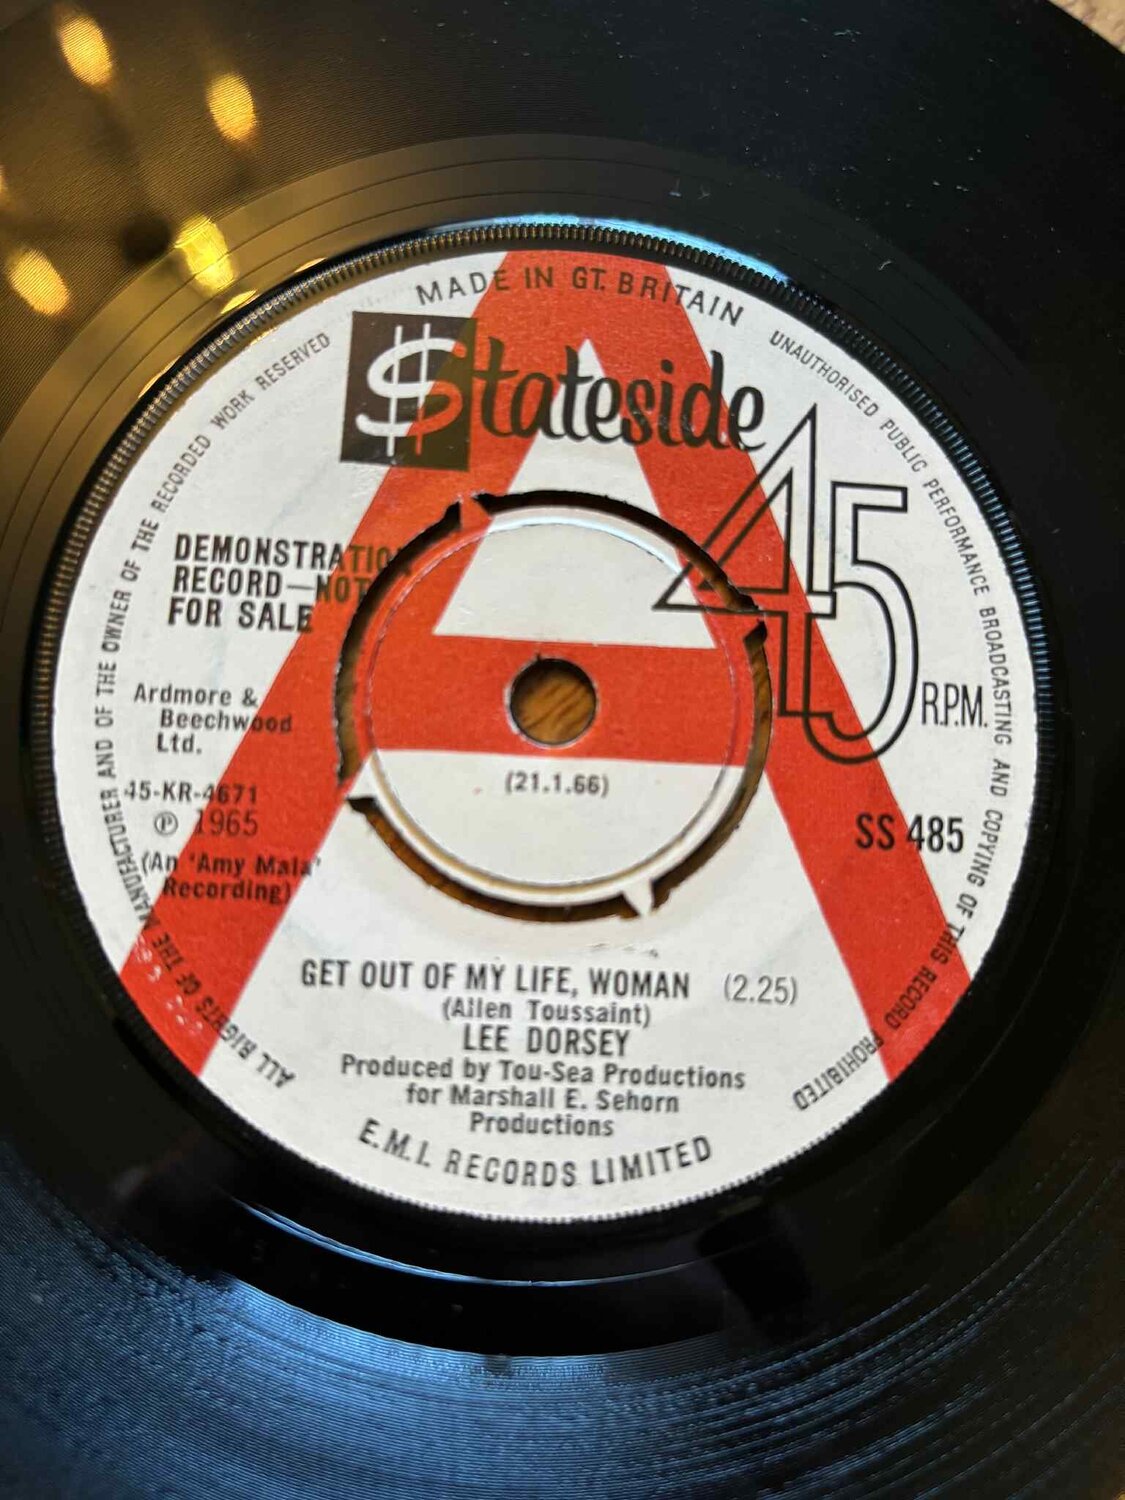 MADE IN GT. BRITAIN
$tateside
45
R.P.M.
DEMONSTRATION
RECORD—NOT
FOR SALE
Ardmore &
Beechwood
Ltd.
45-KR-4671
℗ 1965
(An 'Amy Mala'
Recording)
(21.1.66)
SS 485
GET OUT OF MY LIFE, WOMAN (2.25)
(Allen Toussaint)
LEE DORSEY
Produced by Tou-Sea Productions
for Marshall E. Sehorn
Productions
E.M.I. RECORDS LIMITED
ALL RIGHTS OF THE MANUFACTURER AND OF THE OWNER OF THE RECORDED WORK RESERVED
UNAUTHORISED PUBLIC PERFORMANCE BROADCASTING AND COPYING OF THIS RECORD PROHIBITED
A